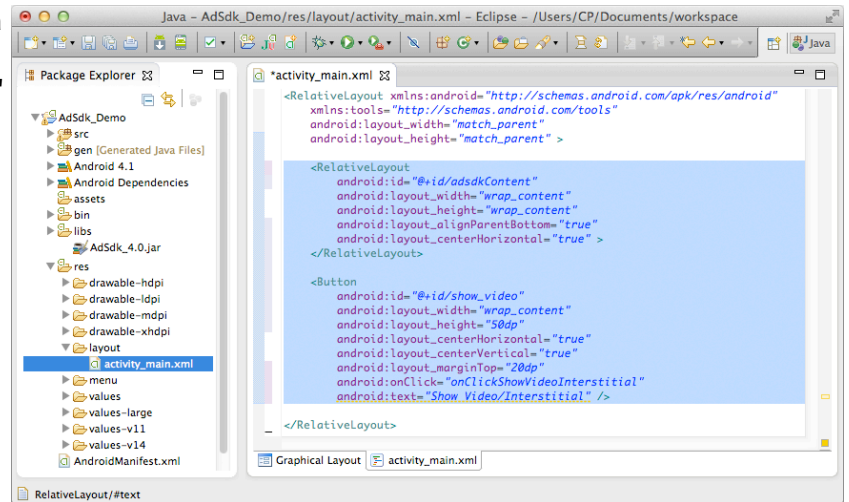 Java – AdSdk_Demo/res/layout/activity_main.xml – Eclipse – /Users/CP/Documents/workspace
Java
Package Explorer
AdSdk_Demo
src
gen [Generated Java Files]
Android 4.1
Android Dependencies
assets
bin
libs
AdSdk_4.0.jar
res
drawable-hdpi
drawable-ldpi
drawable-mdpi
drawable-xhdpi
layout
activity_main.xml
menu
values
values-large
values-v11
values-v14
AndroidManifest.xml
*activity_main.xml
<RelativeLayout xmlns:android="http://schemas.android.com/apk/res/android"
xmlns:tools="http://schemas.android.com/tools"
android:layout_width="match_parent"
android:layout_height="match_parent" >
<RelativeLayout
android:id="@+id/adsdkContent"
android:layout_width="wrap_content"
android:layout_height="wrap_content"
android:layout_alignParentBottom="true"
android:layout_centerHorizontal="true" >
</RelativeLayout>
<Button
android:id="@+id/show_video"
android:layout_width="wrap_content"
android:layout_height="50dp"
android:layout_centerHorizontal="true"
android:layout_centerVertical="true"
android:layout_marginTop="20dp"
android:onClick="onClickShowVideoInterstitial"
android:text="Show Video/Interstitial" />
</RelativeLayout>
Graphical Layout
activity_main.xml
RelativeLayout/#text